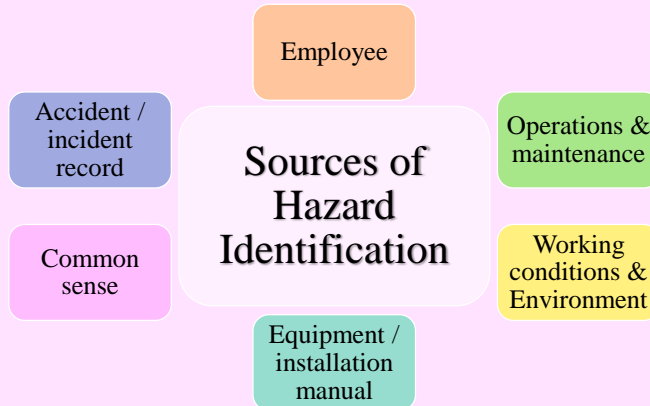 Employee
Accident /
incident
record
Operations &
maintenance
Sources of
Hazard
Identification
Common
sense
Working
conditions &
Environment
Equipment /
installation
manual